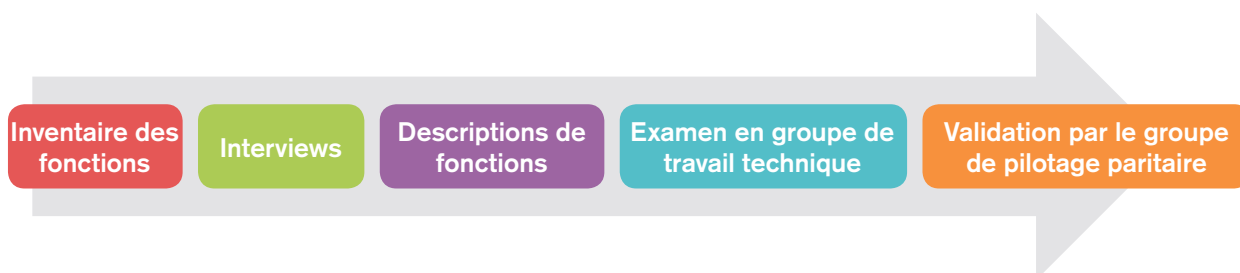 Inventaire des
fonctions
Interviews
Descriptions de
fonctions
Examen en groupe de
travail technique
Validation par le groupe
de pilotage paritaire